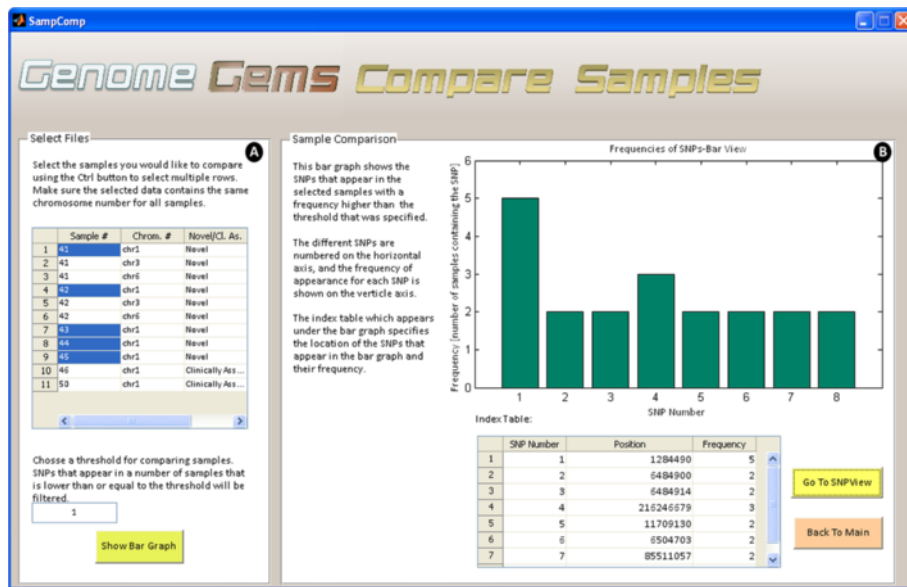 SampComp
Genome Gems Compare Samples
Select Files
A
Select the samples you would like to compare
using the Ctrl button to select multiple rows.
Make sure the selected data contains the same
chromosome number for all samples.
Sample # Chrom. # Novel/Cl. As.
1 41 chr1 Novel
2 41 chr3 Novel
3 41 chr6 Novel
4 42 chr1 Novel
5 42 chr3 Novel
6 42 chr6 Novel
7 43 chr1 Novel
8 44 chr1 Novel
9 45 chr1 Novel
10 46 chr1 Clinically Ass...
11 50 chr1 Clinically Ass...
Chosse a threshold for comparing samples.
SNPs that appear in a number of samples that
is lower than or equal to the threshold will be
filtered.
1
Show Bar Graph
Sample Comparison
B
This bar graph shows the
SNPs that appear in the
selected samples with a
frequency higher than the
threshold that was specified.
The different SNPs are
numbered on the horizontal
axis, and the frequency of
appearance for each SNP is
shown on the verticle axis.
The index table which appears
under the bar graph specifies
the location of the SNPs that
appear in the bar graph and
their frequency.
Frequencies of SNPs-Bar View
Frequency [number of samples containing the SNP]
6
5
4
3
2
1
0
1 2 3 4 5 6 7 8
SNP Number
Index Table:
SNP Number Position Frequency
1 1 1284490 5
2 2 6484900 2
3 3 6484914 2
4 4 216246679 3
5 5 11709130 2
6 6 6504703 2
7 7 85511057 2
Go To SNPView
Back To Main